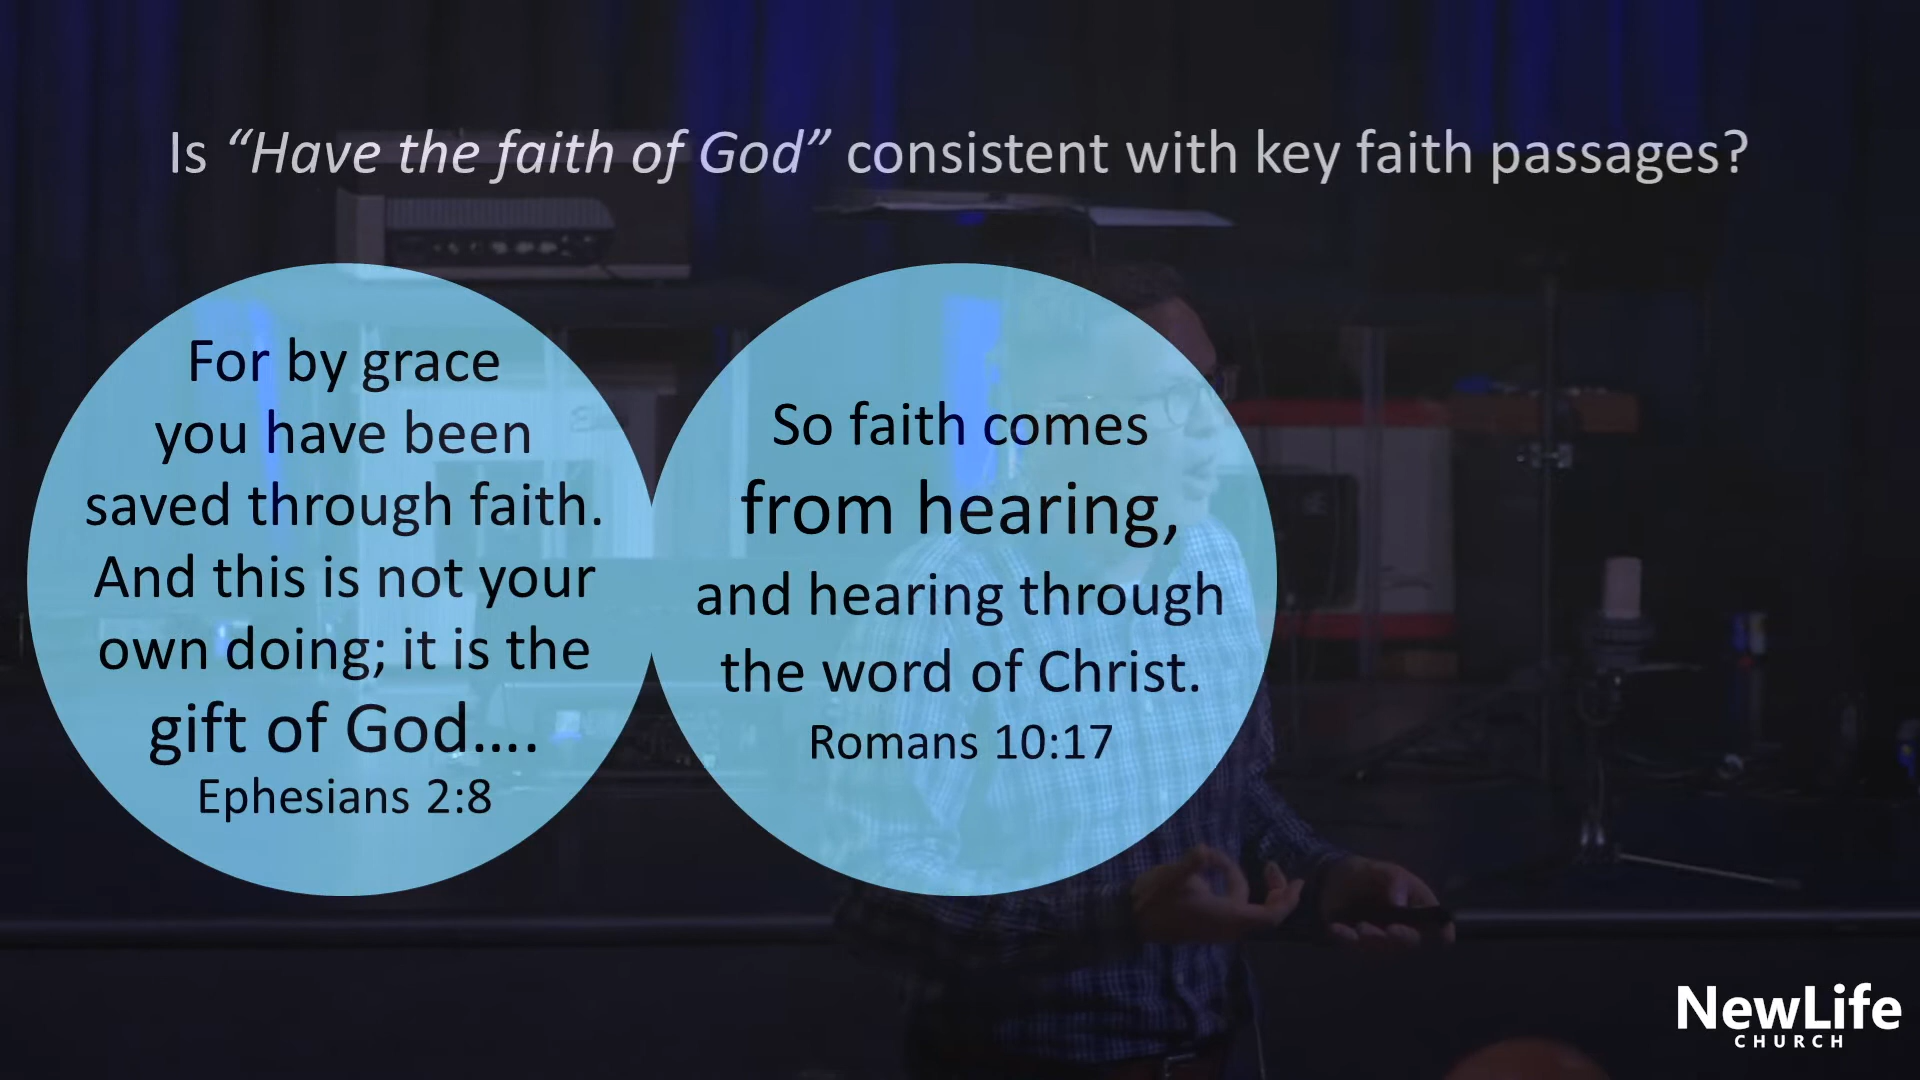 Is “Have the faith of God” consistent with key faith passages?
For by grace
you have been
saved through faith.
And this is not your
own doing; it is the
gift of God….
Ephesians 2:8
So faith comes
from hearing,
and hearing through
the word of Christ.
Romans 10:17
NewLife
CHURCH